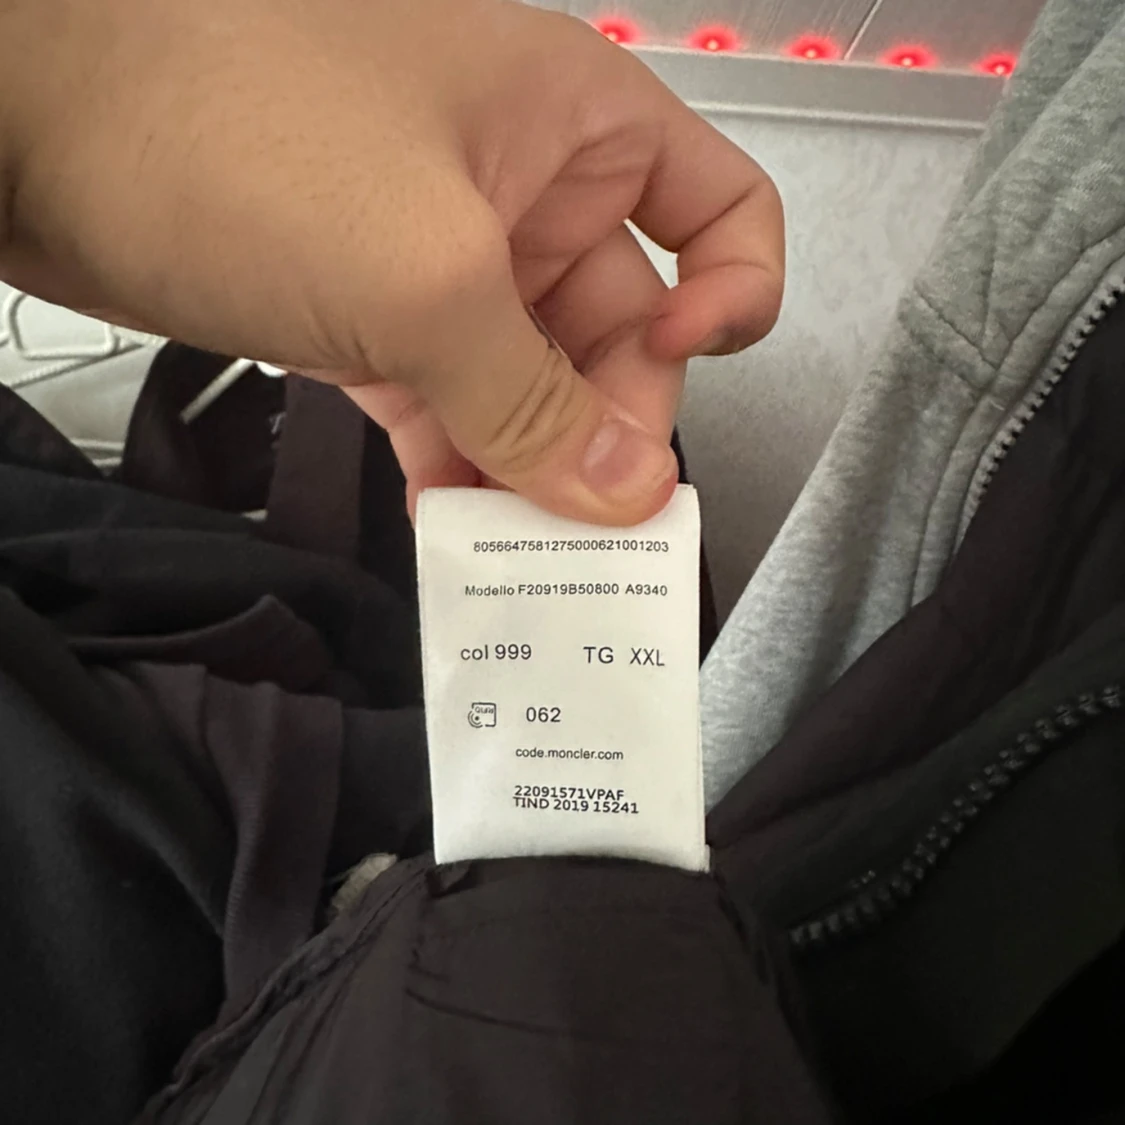 8056647581275000621001203
Modello F20919B50800 A9340
col 999 TG XXL
062
code.moncler.com
22091571VPAF
TIND 2019 15241